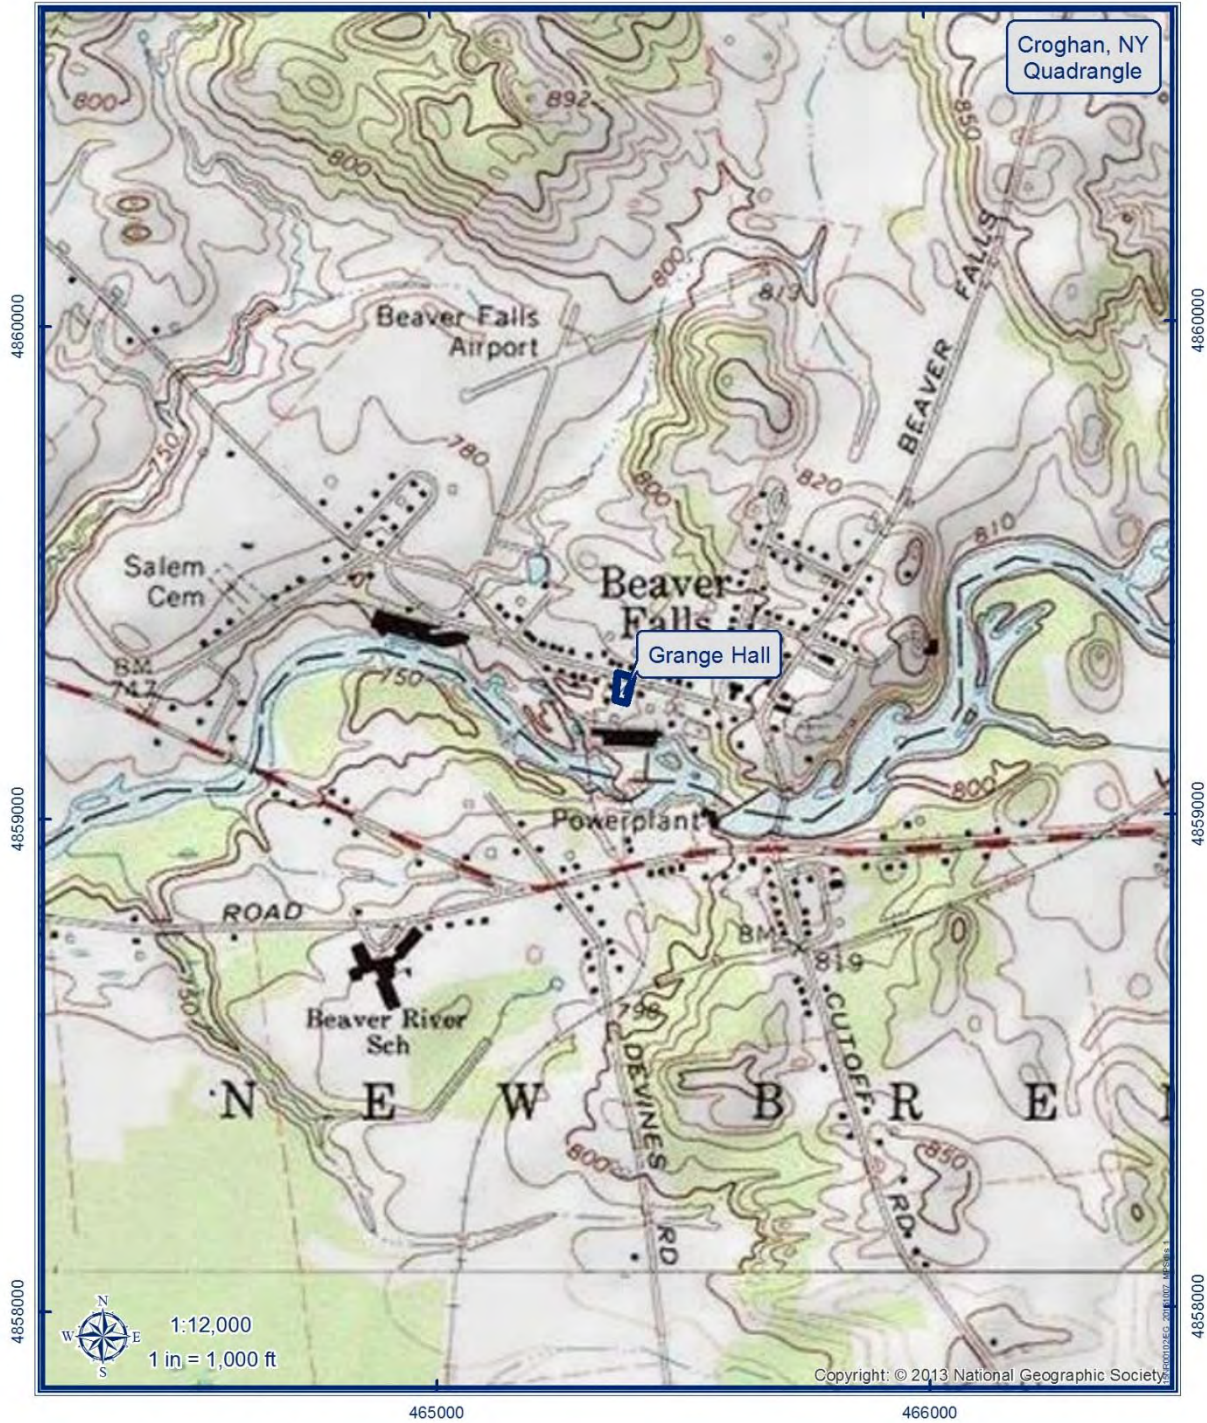 Croghan, NY
Quadrangle
800
892
850
800
800
813
Beaver Falls
Airport
BEAVER FALLS
750
780
820
800
810
Salem
Cem
Beaver
Falls
Grange Hall
BM
747
750
800
Powerplant
ROAD
BM
819
750
798
Beaver River
Sch
CUTOFF RD
DEVINES RD
N E W B R E
800
850
1:12,000
1 in = 1,000 ft
N
W E
S
Copyright: © 2013 National Geographic Society
4860000
4860000
4859000
4859000
4858000
4858000
465000
466000